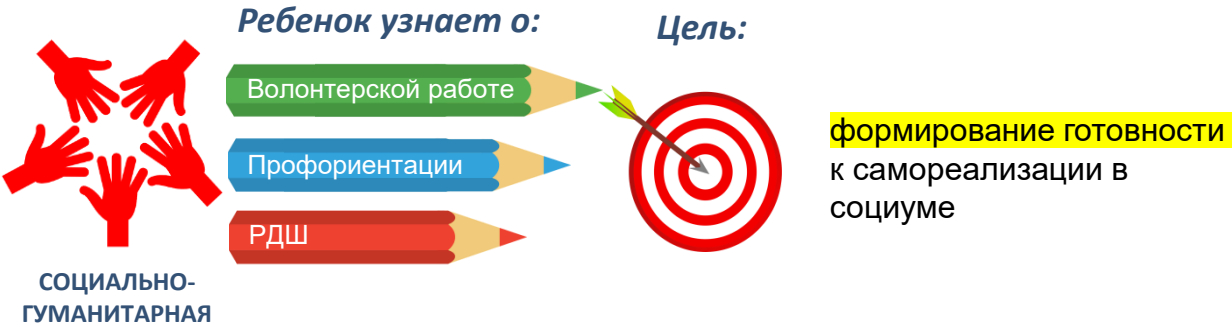 Ребенок узнает о:
Цель:
Волонтерской работе
Профориентации
РДШ
формирование готовности
к самореализации в
социуме
СОЦИАЛЬНО-
ГУМАНИТАРНАЯ